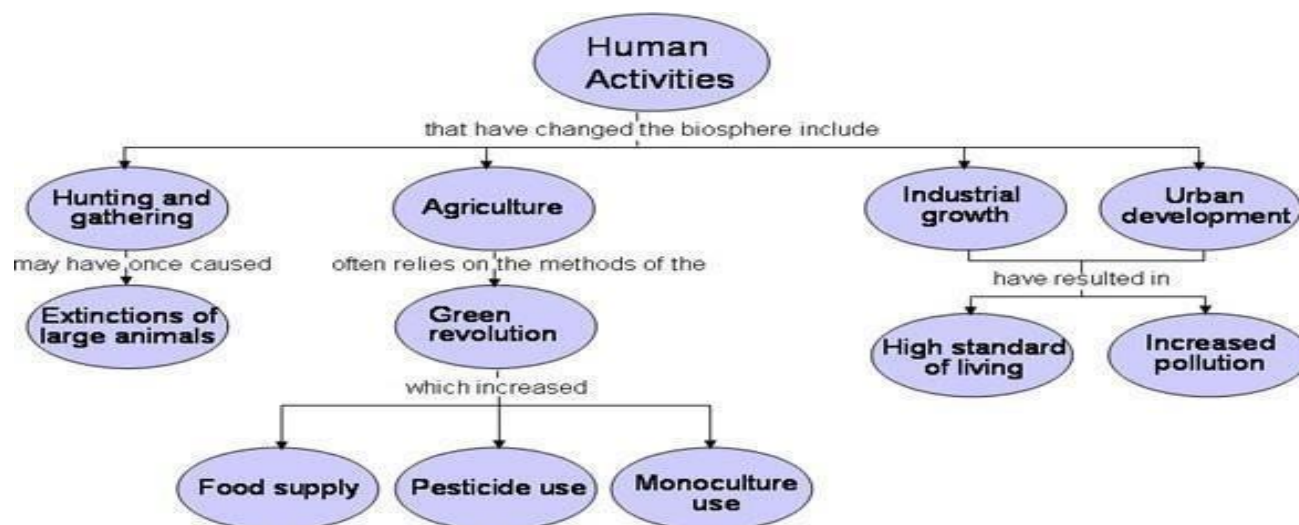 Human
Activities
that have changed the biosphere include
Hunting and
gathering
Agriculture
Industrial
growth
Urban
development
may have once caused
often relies on the methods of the
have resulted in
Extinctions of
large animals
Green
revolution
High standard
of living
Increased
pollution
which increased
Food supply
Pesticide use
Monoculture
use